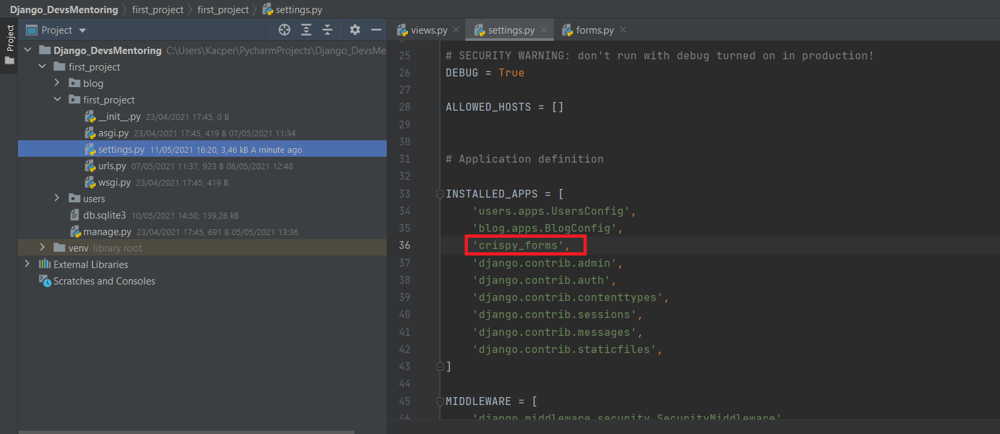 Django_DevsMentoring first_project first_project settings.py
Project
Project
Django_DevsMentoring C:\Users\Kacper\PycharmProjects\Django_DevsMe
first_project
blog
first_project
__init__.py 23/04/2021 17:45, 0 B
asgi.py 23/04/2021 17:45, 419 B 07/05/2021 11:34
settings.py 11/05/2021 16:20, 3,46 kB A minute ago
urls.py 07/05/2021 11:37, 923 B 08/05/2021 12:48
wsgi.py 23/04/2021 17:45, 419 B
users
db.sqlite3 10/05/2021 14:50, 139,26 kB
manage.py 23/04/2021 17:45, 691 B 05/05/2021 13:36
venv library root
External Libraries
Scratches and Consoles
views.py settings.py forms.py
24
25 # SECURITY WARNING: don't run with debug turned on in production!
26 DEBUG = True
27
28 ALLOWED_HOSTS = []
29
30
31 # Application definition
32
33 INSTALLED_APPS = [
34 'users.apps.UsersConfig',
35 'blog.apps.BlogConfig',
36 'crispy_forms',
37 'django.contrib.admin',
38 'django.contrib.auth',
39 'django.contrib.contenttypes',
40 'django.contrib.sessions',
41 'django.contrib.messages',
42 'django.contrib.staticfiles',
43 ]
44
45 MIDDLEWARE = [
46 'django.middleware.security.SecurityMiddleware'